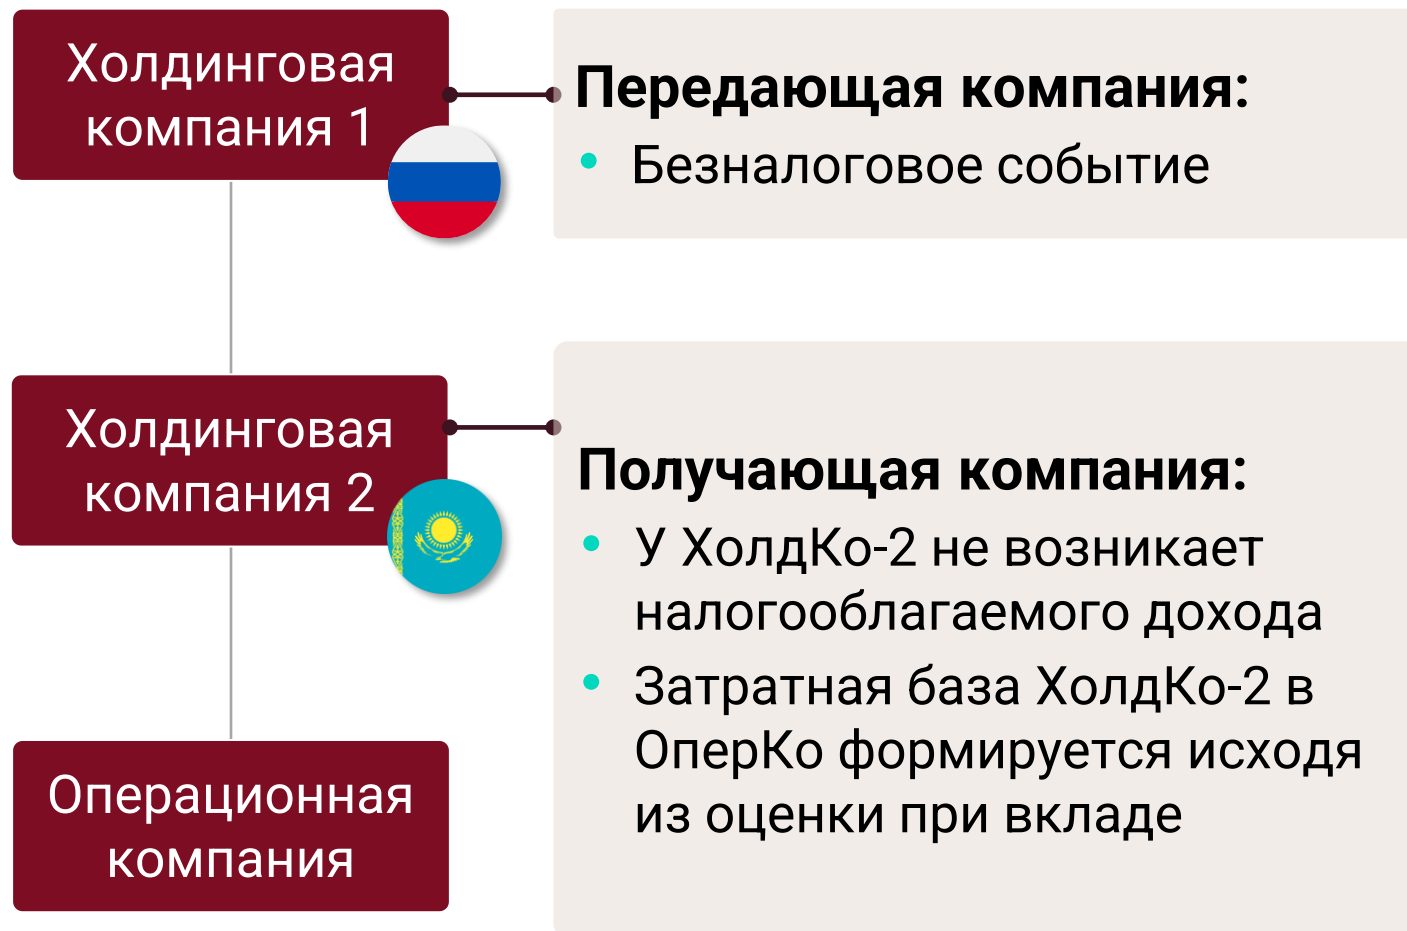 Холдинговая
компания 1
Передающая компания:
• Безналоговое событие
Холдинговая
компания 2
Получающая компания:
• У ХолдКо-2 не возникает
налогооблагаемого дохода
• Затратная база ХолдКо-2 в
ОперКо формируется исходя
из оценки при вкладе
Операционная
компания